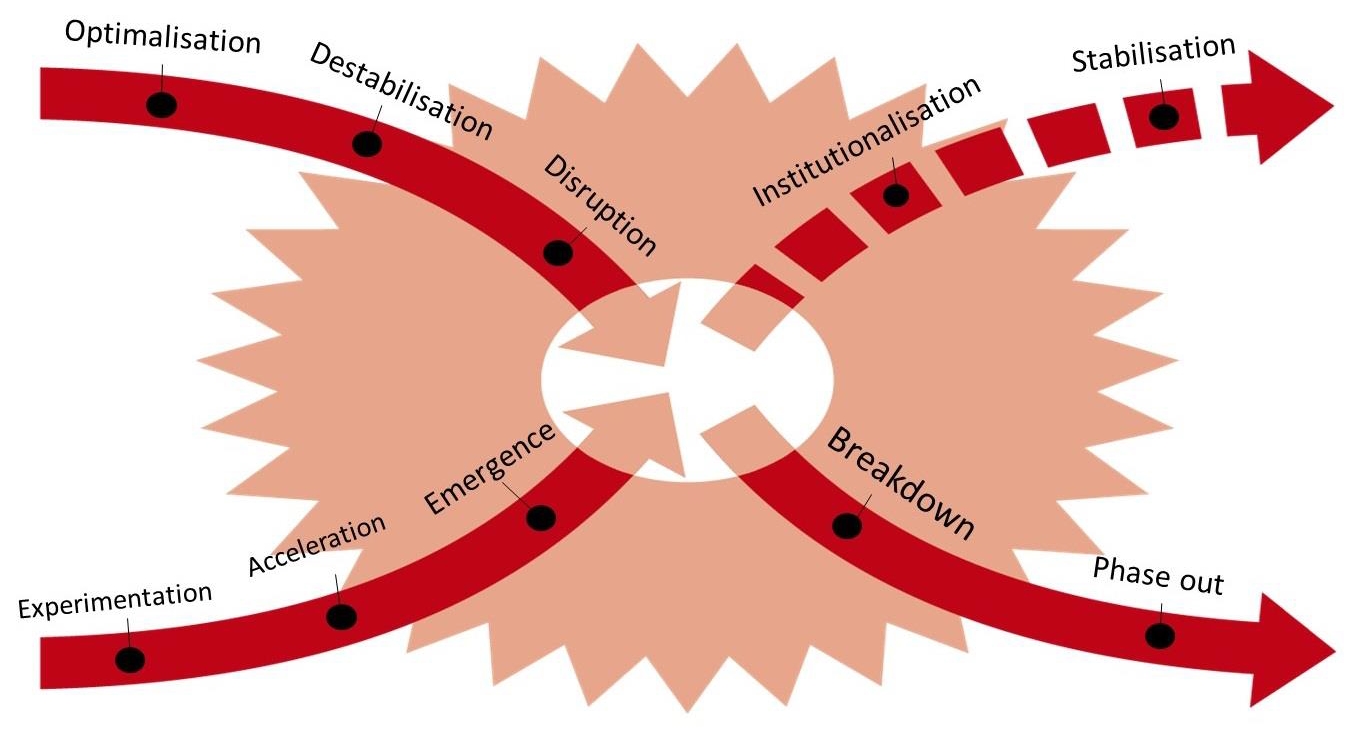 Optimalisation
Destabilisation
Disruption
Institutionalisation
Stabilisation
Experimentation
Acceleration
Emergence
Breakdown
Phase out